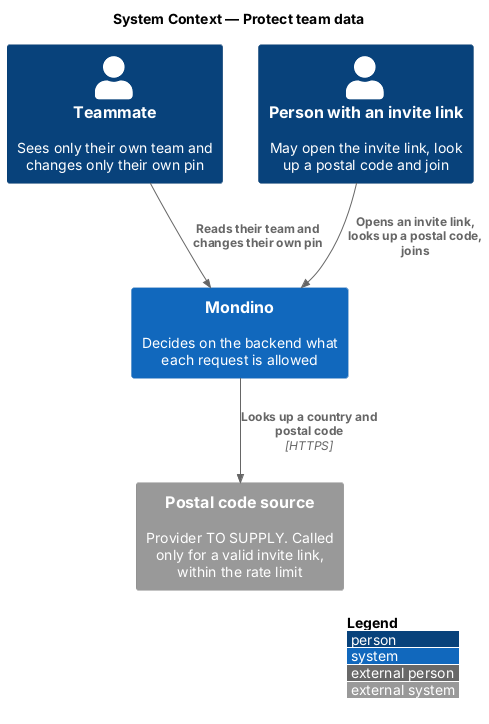 System Context — Protect team data
Teammate
Sees only their own team and
changes only their own pin
Person with an invite link
May open the invite link, look
up a postal code and join
Reads their team and
changes their own pin
Opens an invite link,
looks up a postal code,
joins
Mondino
Decides on the backend what
each request is allowed
Looks up a country and
postal code
[HTTPS]
Postal code source
Provider TO SUPPLY. Called
only for a valid invite link,
within the rate limit
Legend
person
system
external person
external system